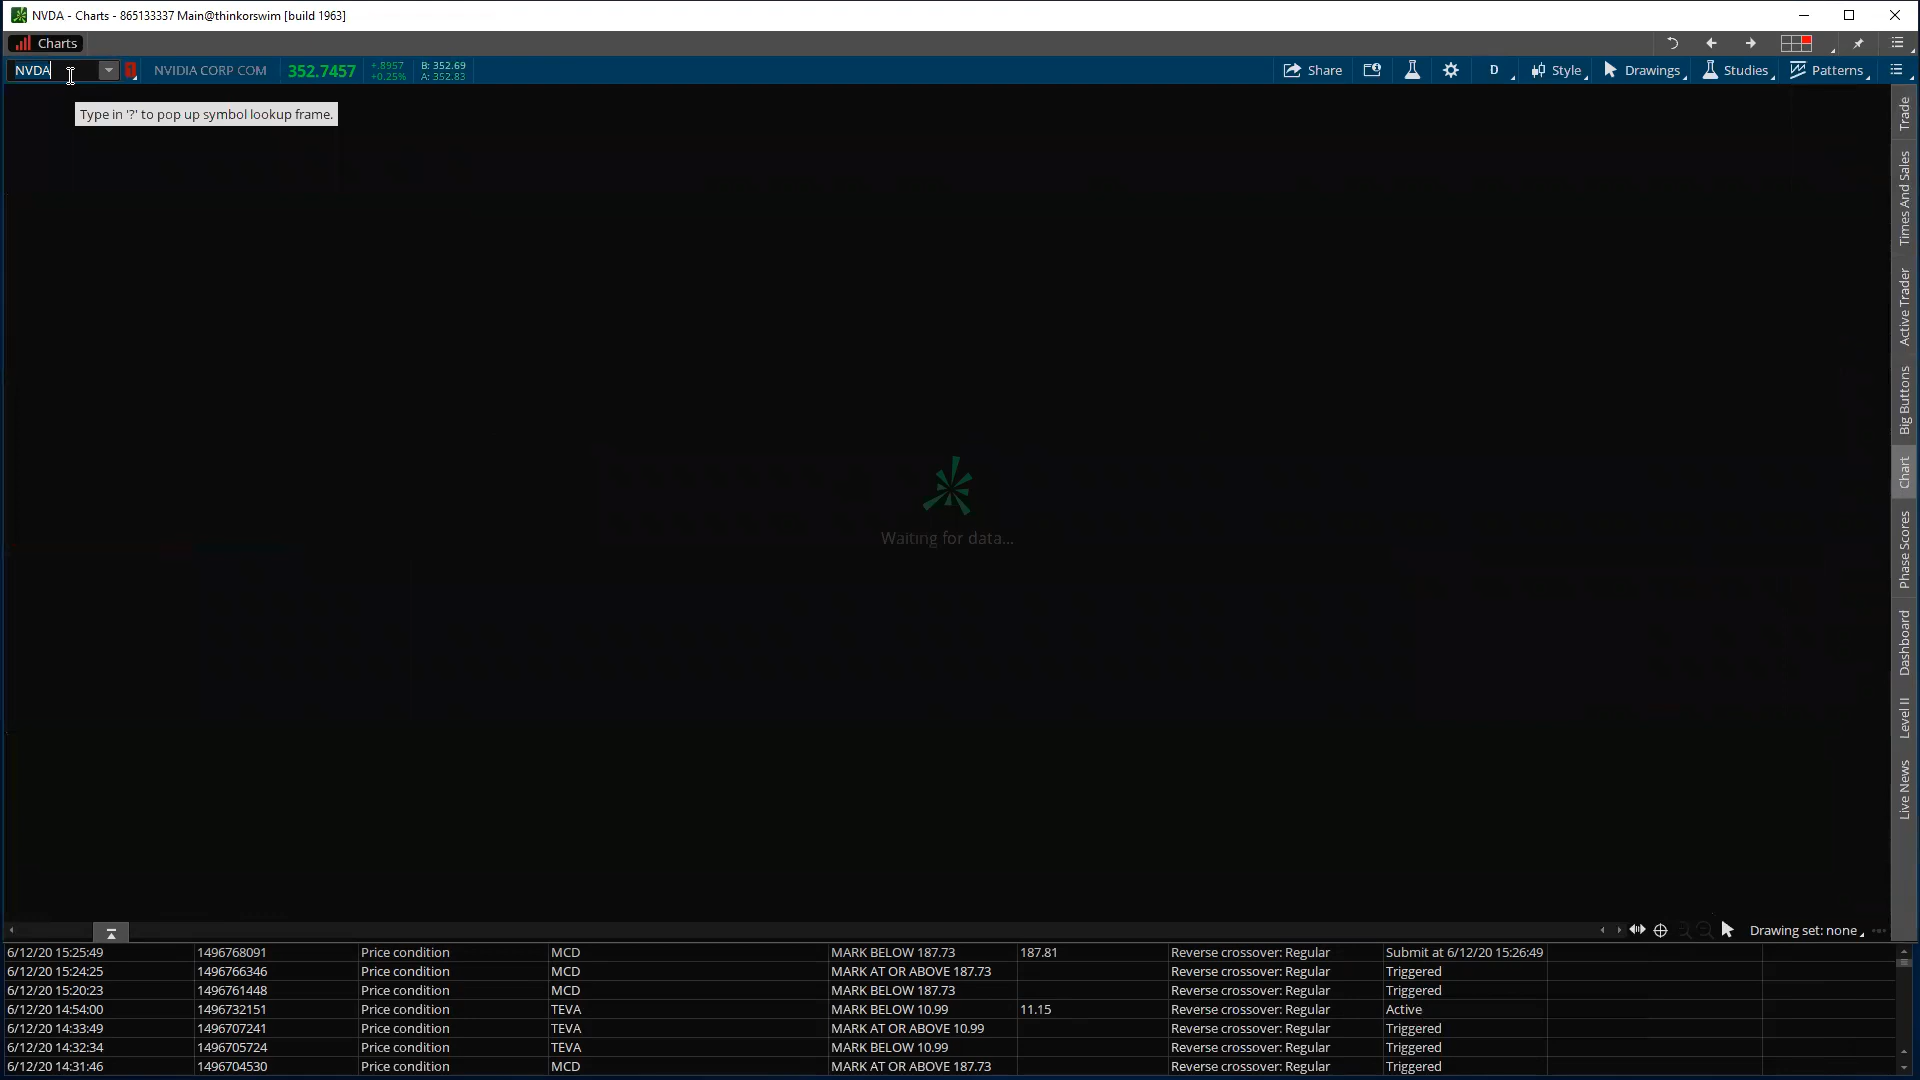 NVDA - Charts - 865133337 Main@thinkorswim [build 1963]
Charts
NVDA NVIDIA CORP COM 352.7457 +.8957 +0.25% B: 352.69 A: 352.83 Share D Style Drawings Studies Patterns
Type in '?' to pop up symbol lookup frame.
Trade
Times And Sales
Active Trader
Big Buttons
Chart
Phase Scores
Dashboard
Level II
Live News
Waiting for data...
Drawing set: none
6/12/20 15:25:49 1496768091 Price condition MCD MARK BELOW 187.73 187.81 Reverse crossover: Regular Submit at 6/12/20 15:26:49
6/12/20 15:24:25 1496766346 Price condition MCD MARK AT OR ABOVE 187.73 Reverse crossover: Regular Triggered
6/12/20 15:20:23 1496761448 Price condition MCD MARK BELOW 187.73 Reverse crossover: Regular Triggered
6/12/20 14:54:00 1496732151 Price condition TEVA MARK BELOW 10.99 11.15 Reverse crossover: Regular Active
6/12/20 14:33:49 1496707241 Price condition TEVA MARK AT OR ABOVE 10.99 Reverse crossover: Regular Triggered
6/12/20 14:32:34 1496705724 Price condition TEVA MARK BELOW 10.99 Reverse crossover: Regular Triggered
6/12/20 14:31:46 1496704530 Price condition MCD MARK AT OR ABOVE 187.73 Reverse crossover: Regular Triggered